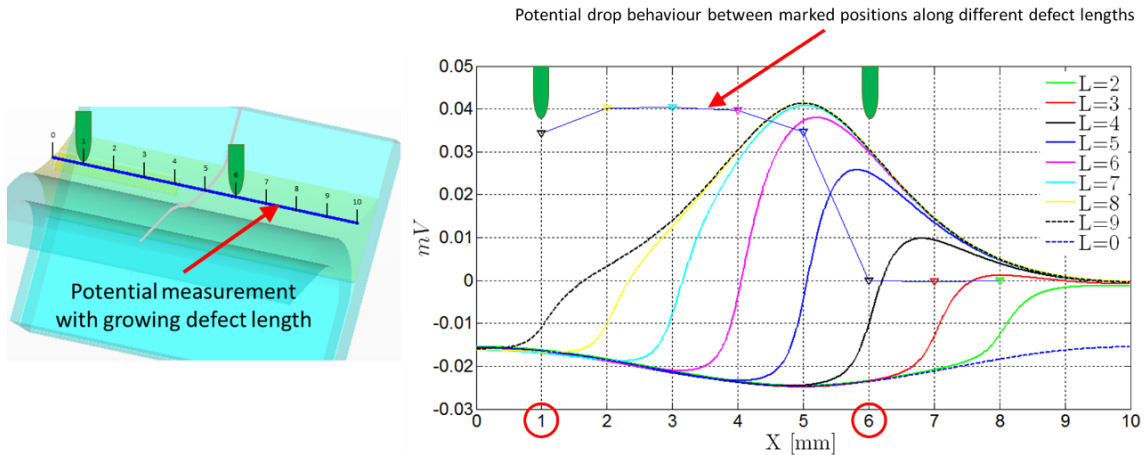 Potential drop behaviour between marked positions along different defect lengths
0
1
2
3
4
5
6
7
8
9
10
Potential measurement
with growing defect length
0.05
0.04
0.03
0.02
0.01
0
-0.01
-0.02
-0.03
mV
0 1 2 3 4 5 6 7 8 9 10
X [mm]
L=2
L=3
L=4
L=5
L=6
L=7
L=8
L=9
L=0